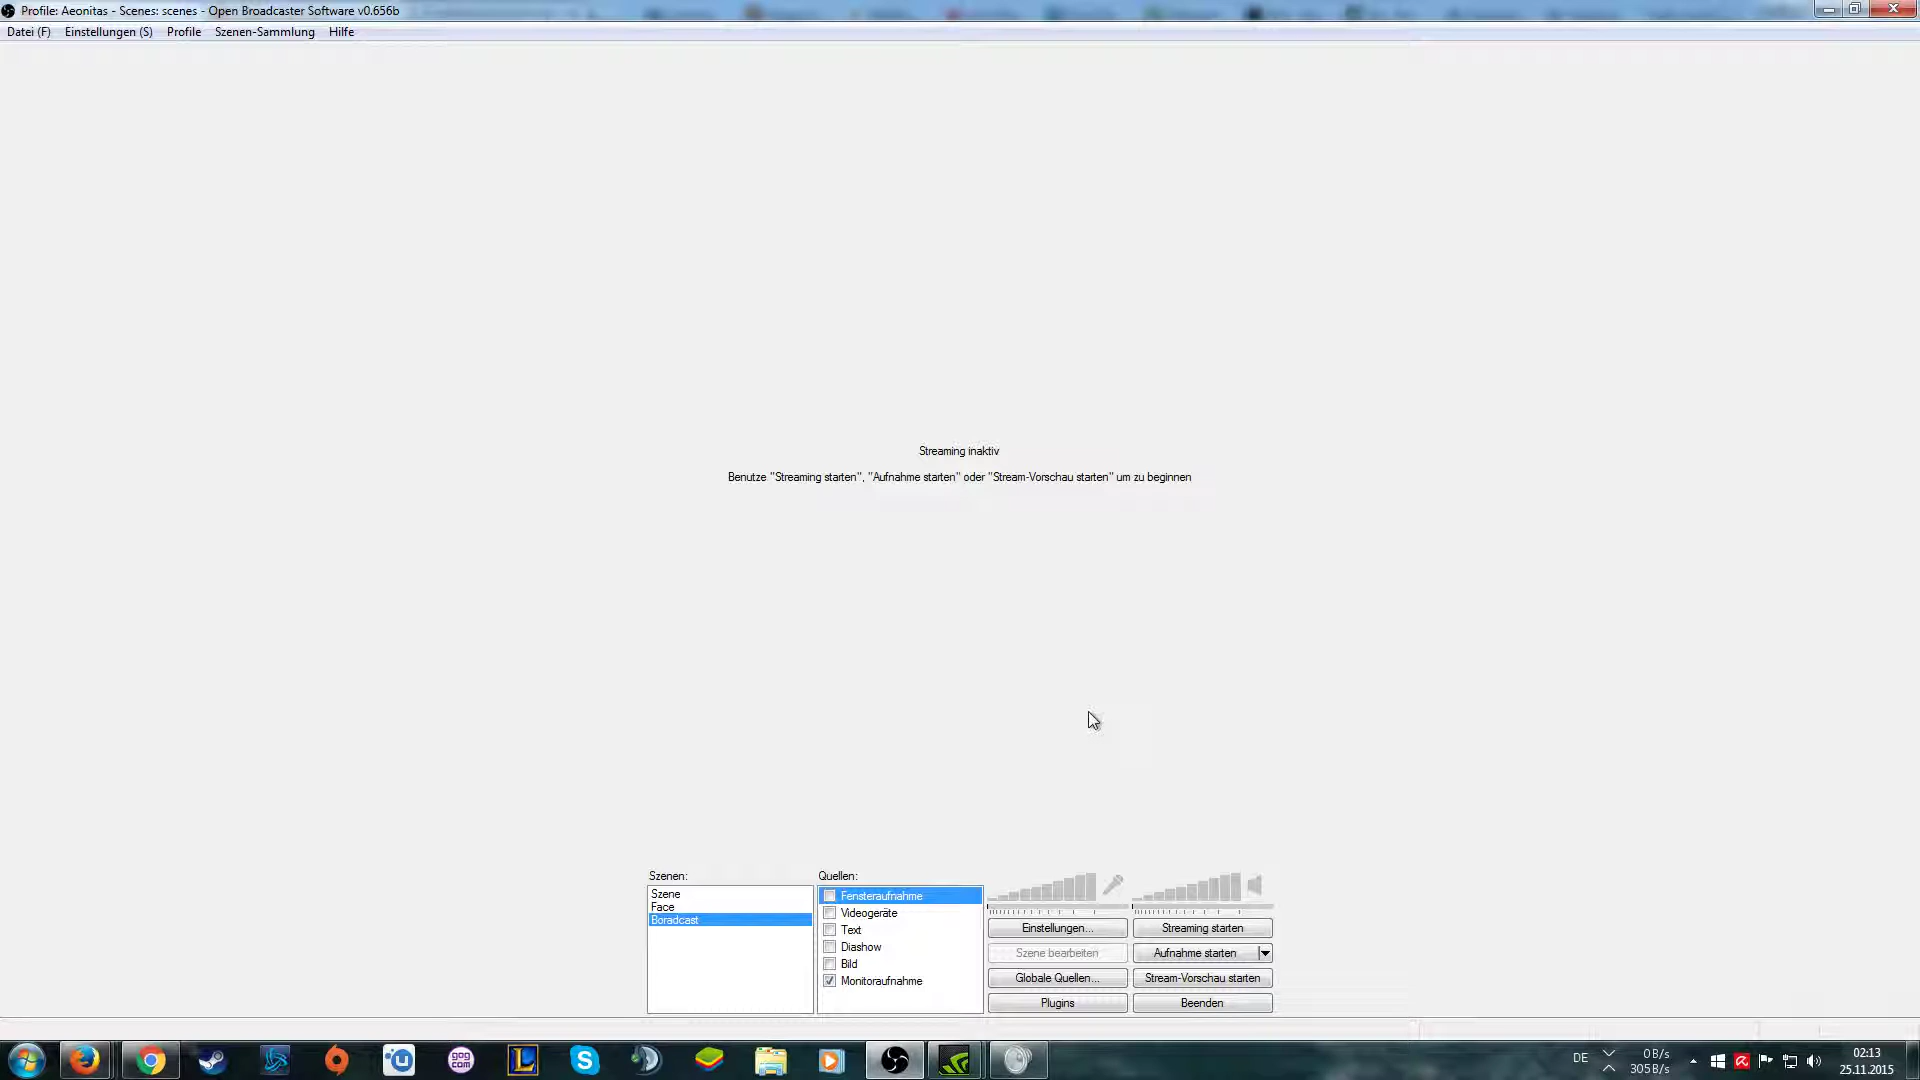 Profile: Aeonitas - Scenes: scenes - Open Broadcaster Software v0.656b
Datei (F) Einstellungen (S) Profile Szenen-Sammlung Hilfe
Streaming inaktiv
Benutze "Streaming starten", "Aufnahme starten" oder "Stream-Vorschau starten" um zu beginnen
Szenen:
Szene
Face
Boradcast
Quellen:
Fensteraufnahme
Videogeräte
Text
Diashow
Bild
Monitoraufnahme
Einstellungen... Streaming starten
Szene bearbeiten Aufnahme starten
Globale Quellen... Stream-Vorschau starten
Plugins Beenden
gog
com
DE
0 B/s
305 B/s
02:13
25.11.2015